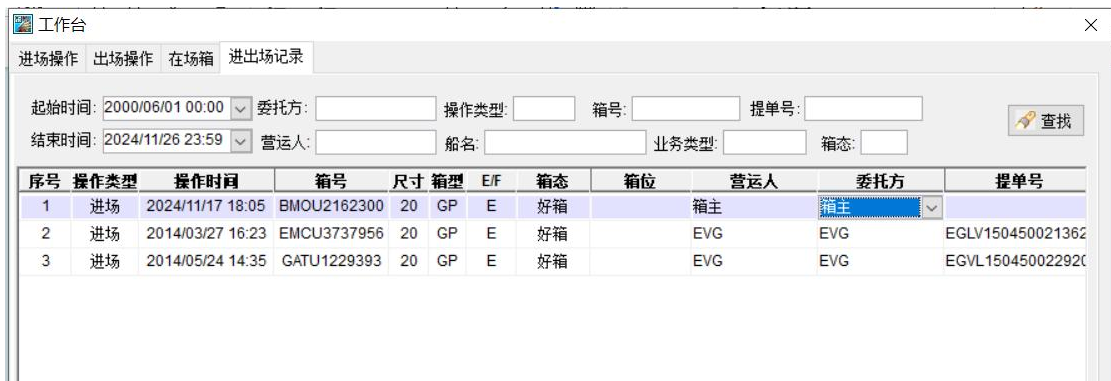 工作台
进场操作 出场操作 在场箱 进出场记录
起始时间: 2000/06/01 00:00 委托方: 操作类型: 箱号: 提单号:
查找
结束时间: 2024/11/26 23:59 营运人: 船名: 业务类型: 箱态:
序号 操作类型 操作时间 箱号 尺寸 箱型 E/F 箱态 箱位 营运人 委托方 提单号
1 进场 2024/11/17 18:05 BMOU2162300 20 GP E 好箱 箱主 箱主
2 进场 2014/03/27 16:23 EMCU3737956 20 GP E 好箱 EVG EVG EGLV150450021362
3 进场 2014/05/24 14:35 GATU1229393 20 GP E 好箱 EVG EVG EGVL150450022920